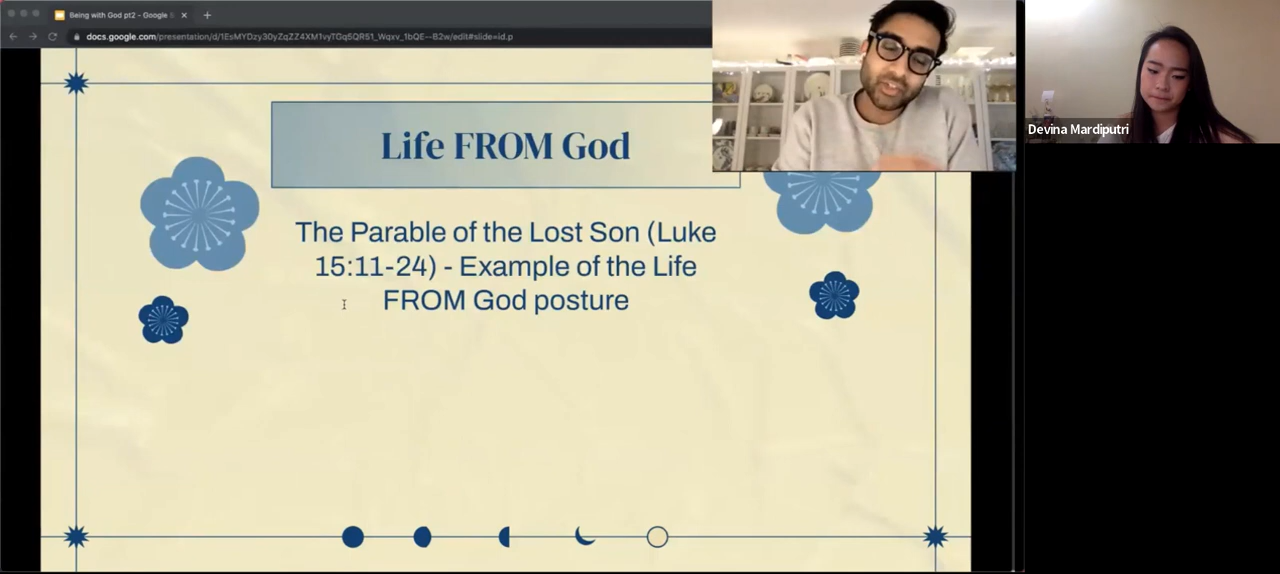 Being with God pt2 - Google S
docs.google.com/presentation/d/1EsMYDzy3DyZqZZ4XM1vyTGq5QRS1_Wqxv_1bQE--B2w/edit#slide=id.p
Life FROM God
The Parable of the Lost Son (Luke
15:11-24) - Example of the Life
FROM God posture
Devina Mardiputri